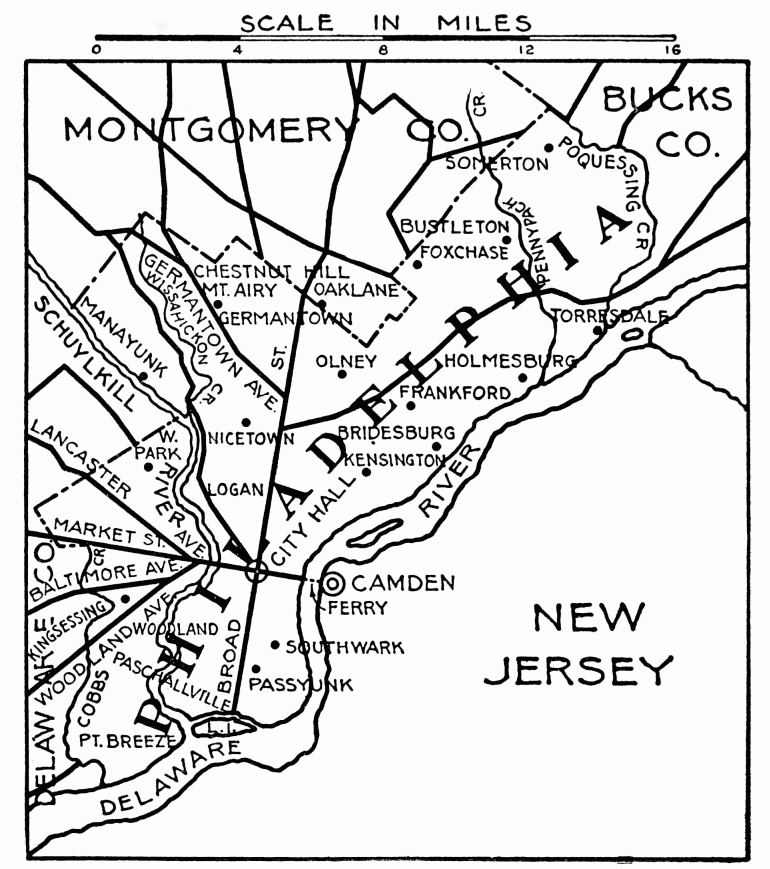 SCALE IN MILES
0 4 8 12 16
MONTGOMERY CO.
BUCKS
CO.
CR.
PENNYPACH
SOMERTON
POQUESSING CR
BUSTLETON
FOXCHASE
CHESTNUT HILL
MT. AIRY
OAKLANE
GERMANTOWN
GERMANTOWN AVE.
WISSAHICKON CR.
MANAYUNK
SCHUYLKILL
RIVER
ST.
TORRESDALE
OLNEY
HOLMESBURG
FRANKFORD
NICETOWN
BRIDESBURG
KENSINGTON
W.
PARK
LANCASTER
AVE.
LOGAN
CITY HALL
RIVER
PHILADELPHIA
MARKET ST.
BALTIMORE AVE.
CR.
CAMDEN
FERRY
KINGSESSING
WOODLAND AVE.
WOODLAND
NEW
JERSEY
BROAD
SOUTHWARK
PASCHALLVILLE
PASSYUNK
COBBS
PT. BREEZE
L.I.
DELAWARE
DELAWARE CO.